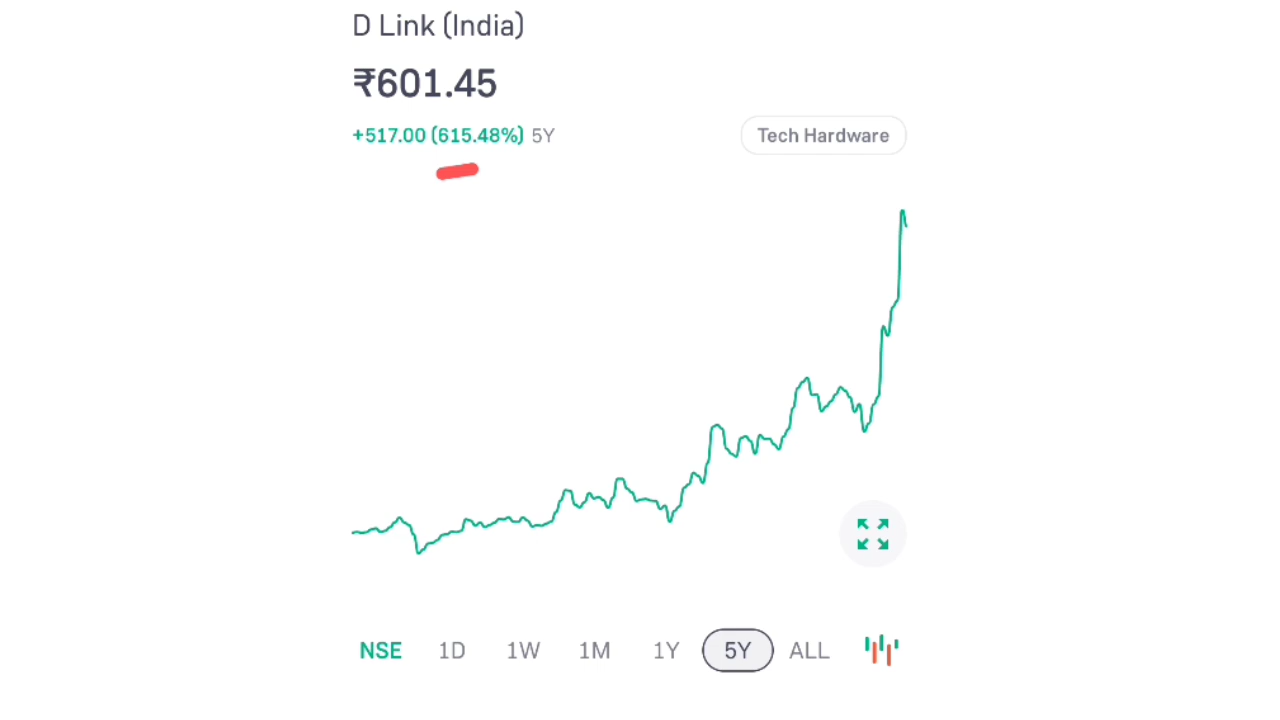 D Link (India)
₹601.45
+517.00 (615.48%) 5Y
Tech Hardware
NSE 1D 1W 1M 1Y 5Y ALL